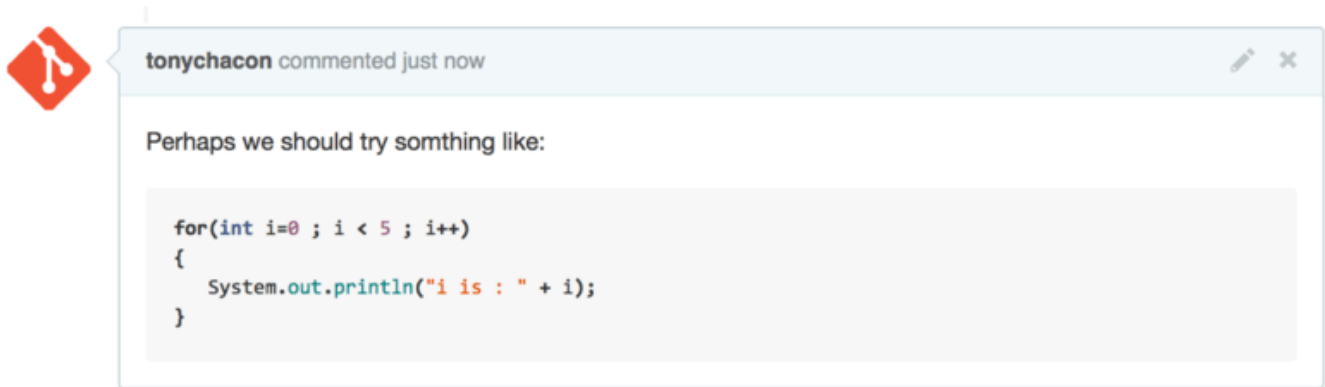 tonychacon commented just now
Perhaps we should try somthing like:
for(int i=0 ; i < 5 ; i++)
{
   System.out.println("i is : " + i);
}